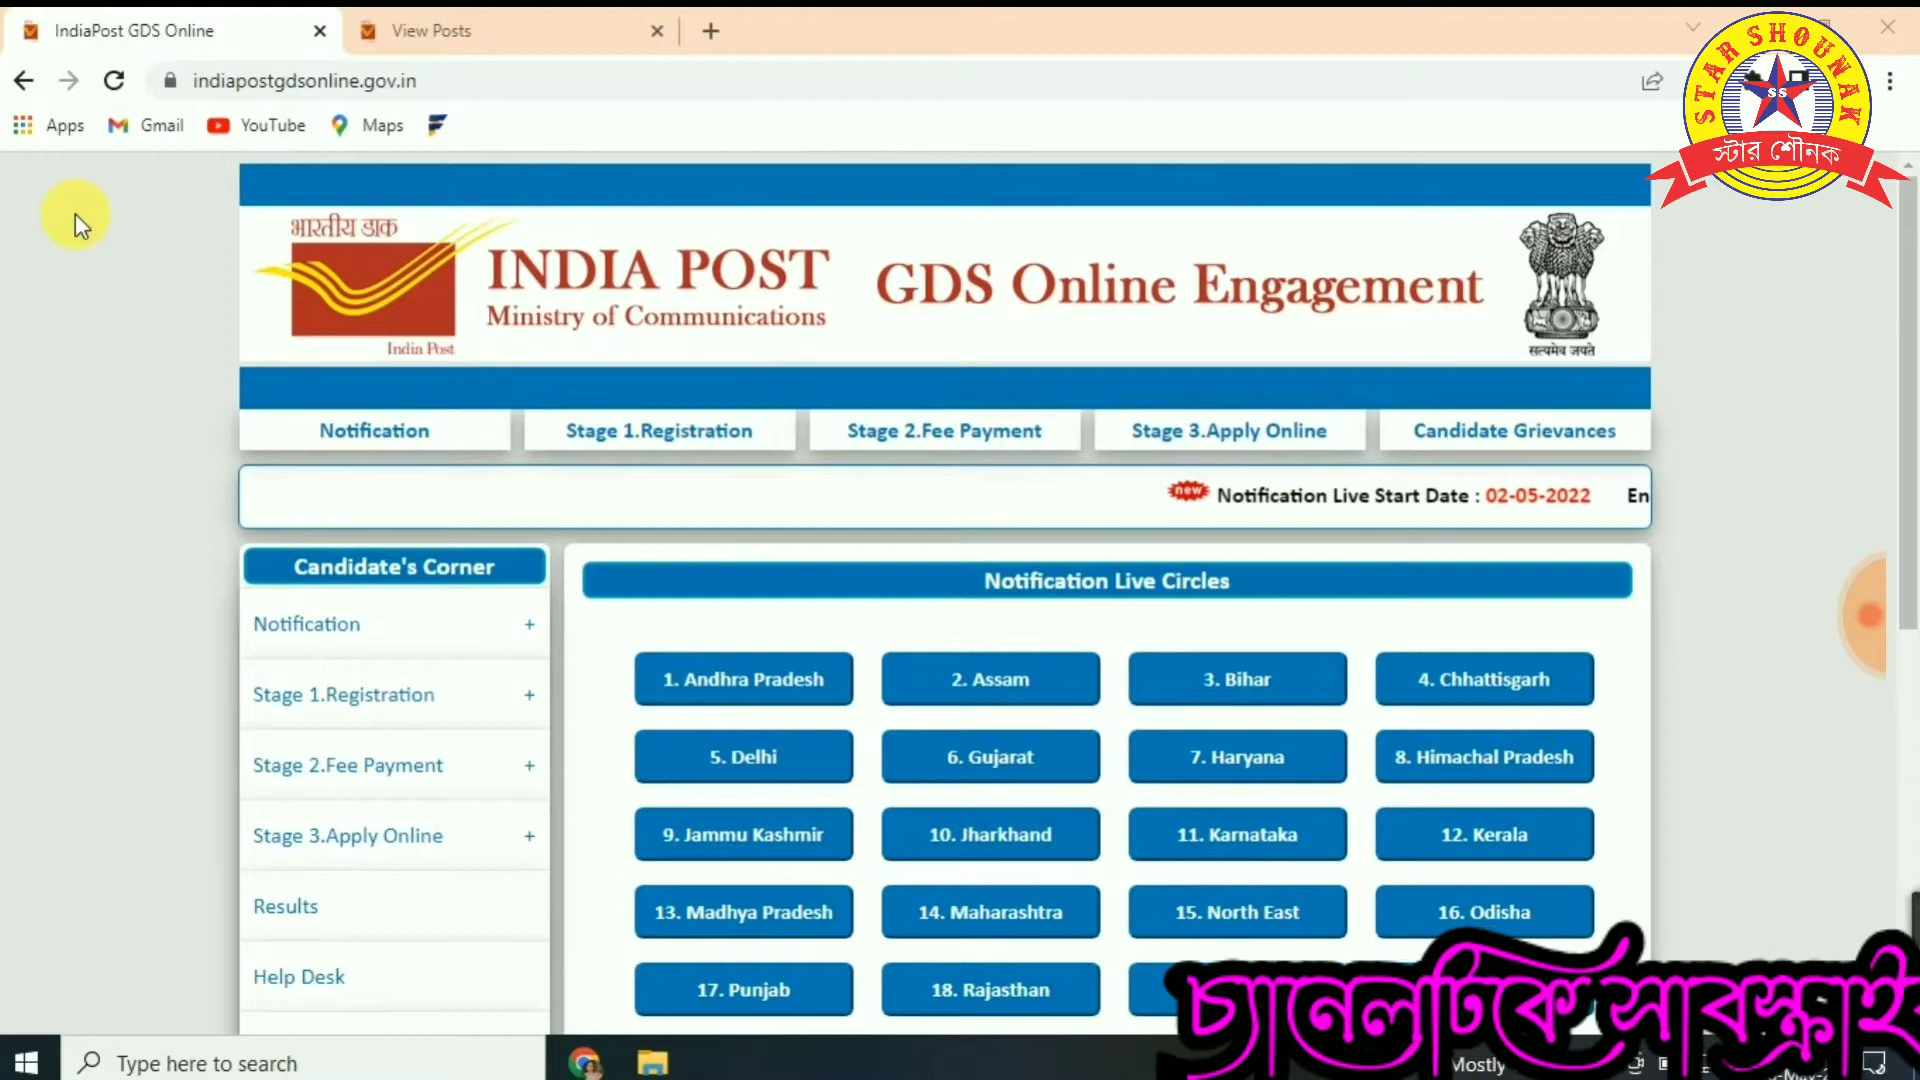 IndiaPost GDS Online
View Posts
indiapostgdsonline.gov.in
Apps
Gmail
YouTube
Maps
STAR SHOUNAK
SS
স্টার শৌনক
भारतीय डाक
India Post
INDIA POST
Ministry of Communications
GDS Online Engagement
सत्यमेव जयते
Notification
Stage 1.Registration
Stage 2.Fee Payment
Stage 3.Apply Online
Candidate Grievances
new Notification Live Start Date : 02-05-2022 En
Candidate's Corner
Notification +
Stage 1.Registration +
Stage 2.Fee Payment +
Stage 3.Apply Online +
Results
Help Desk
Notification Live Circles
1. Andhra Pradesh
2. Assam
3. Bihar
4. Chhattisgarh
5. Delhi
6. Gujarat
7. Haryana
8. Himachal Pradesh
9. Jammu Kashmir
10. Jharkhand
11. Karnataka
12. Kerala
13. Madhya Pradesh
14. Maharashtra
15. North East
16. Odisha
17. Punjab
18. Rajasthan
চ্যানেলটিকে সাবস্ক্রাইব
Type here to search
Mostly